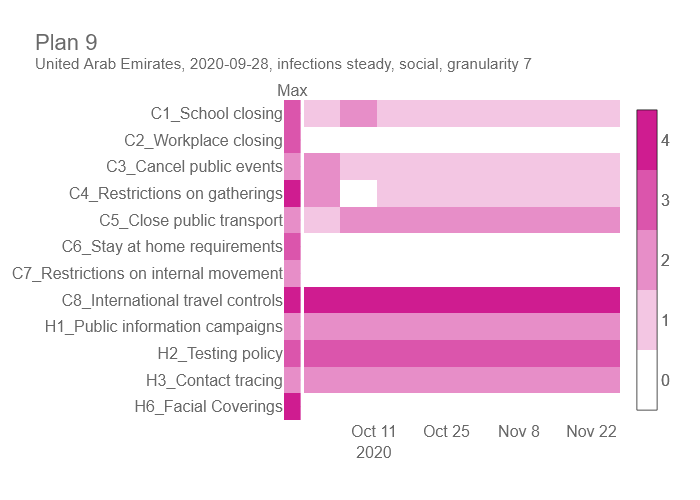 Plan 9
United Arab Emirates, 2020-09-28, infections steady, social, granularity 7
Max
C1_School closing
C2_Workplace closing
C3_Cancel public events
C4_Restrictions on gatherings
C5_Close public transport
C6_Stay at home requirements
C7_Restrictions on internal movement
C8_International travel controls
H1_Public information campaigns
H2_Testing policy
H3_Contact tracing
H6_Facial Coverings
Oct 11 Oct 25 Nov 8 Nov 22
2020
4
3
2
1
0